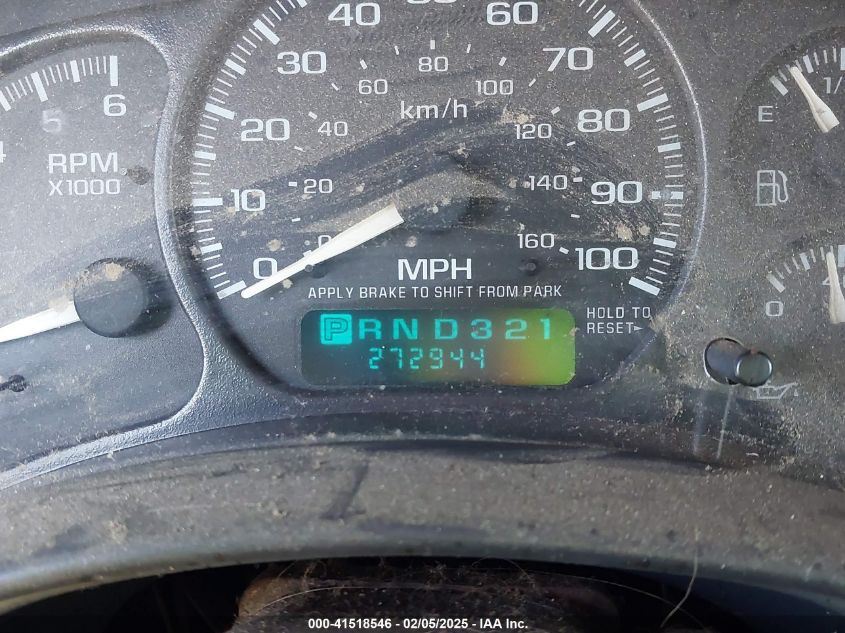 40 60
30 70
60 80 100
km/h
20 40 120 80
5 6
RPM
X1000
10 20 140 90
0 0 160 100
MPH
APPLY BRAKE TO SHIFT FROM PARK
HOLD TO
RESET
PRND321
272944
E
0
000-41518546 | 02/05/2025 | IAA Inc.